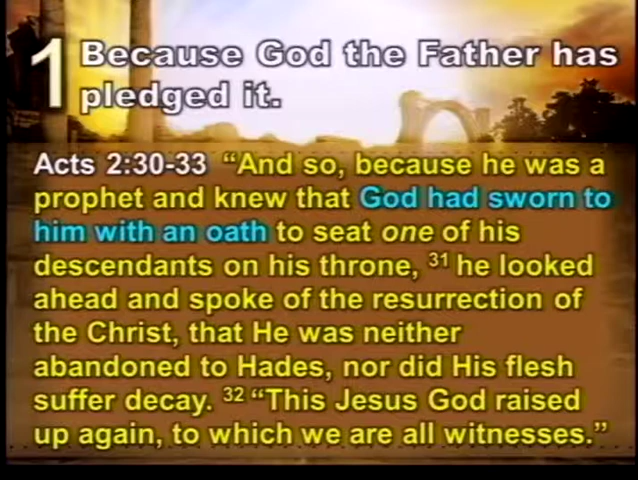 1 Because God the Father has
pledged it.
Acts 2:30-33 “And so, because he was a
prophet and knew that God had sworn to
him with an oath to seat one of his
descendants on his throne, 31 he looked
ahead and spoke of the resurrection of
the Christ, that He was neither
abandoned to Hades, nor did His flesh
suffer decay. 32 “This Jesus God raised
up again, to which we are all witnesses.”